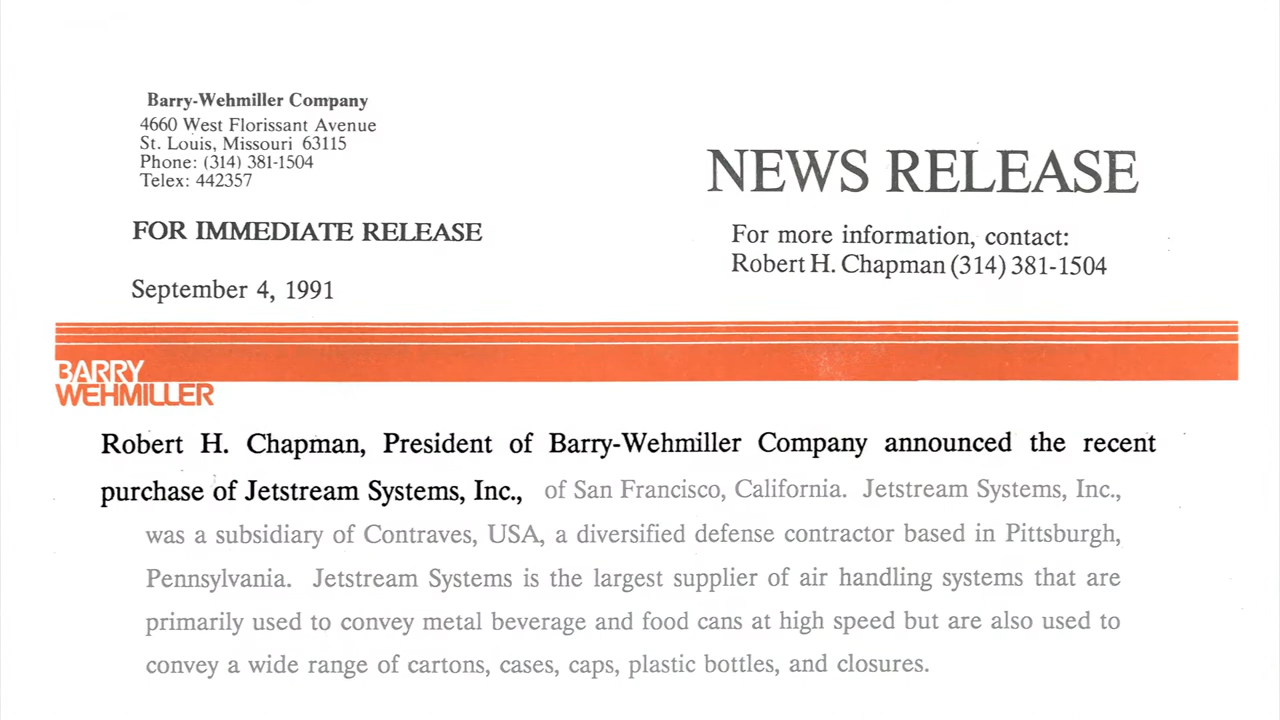 Barry-Wehmiller Company
4660 West Florissant Avenue
St. Louis, Missouri 63115
Phone: (314) 381-1504
Telex: 442357
FOR IMMEDIATE RELEASE
September 4, 1991
NEWS RELEASE
For more information, contact:
Robert H. Chapman (314) 381-1504
BARRY
WEHMILLER
Robert H. Chapman, President of Barry-Wehmiller Company announced the recent
purchase of Jetstream Systems, Inc., of San Francisco, California. Jetstream Systems, Inc.,
was a subsidiary of Contraves, USA, a diversified defense contractor based in Pittsburgh,
Pennsylvania. Jetstream Systems is the largest supplier of air handling systems that are
primarily used to convey metal beverage and food cans at high speed but are also used to
convey a wide range of cartons, cases, caps, plastic bottles, and closures.